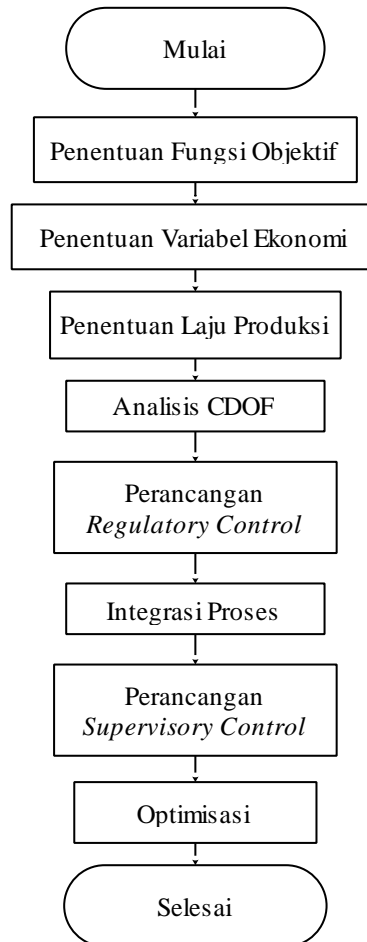 Mulai
Penentuan Fungsi Objektif
Penentuan Variabel Ekonomi
Penentuan Laju Produksi
Analisis CDOF
Perancangan
Regulatory Control
Integrasi Proses
Perancangan
Supervisory Control
Optimisasi
Selesai